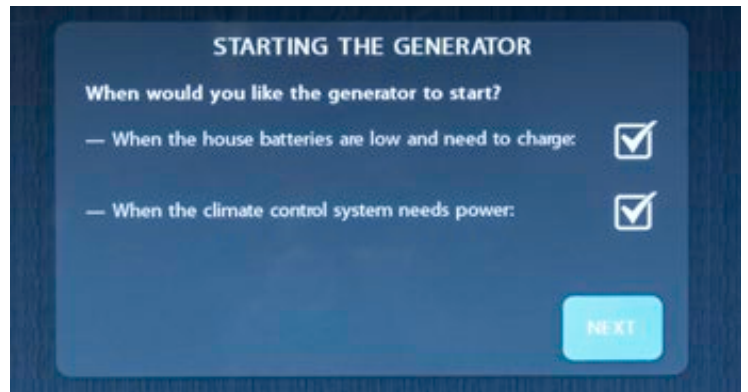 STARTING THE GENERATOR
When would you like the generator to start?
— When the house batteries are low and need to charge:
— When the climate control system needs power:
NEXT